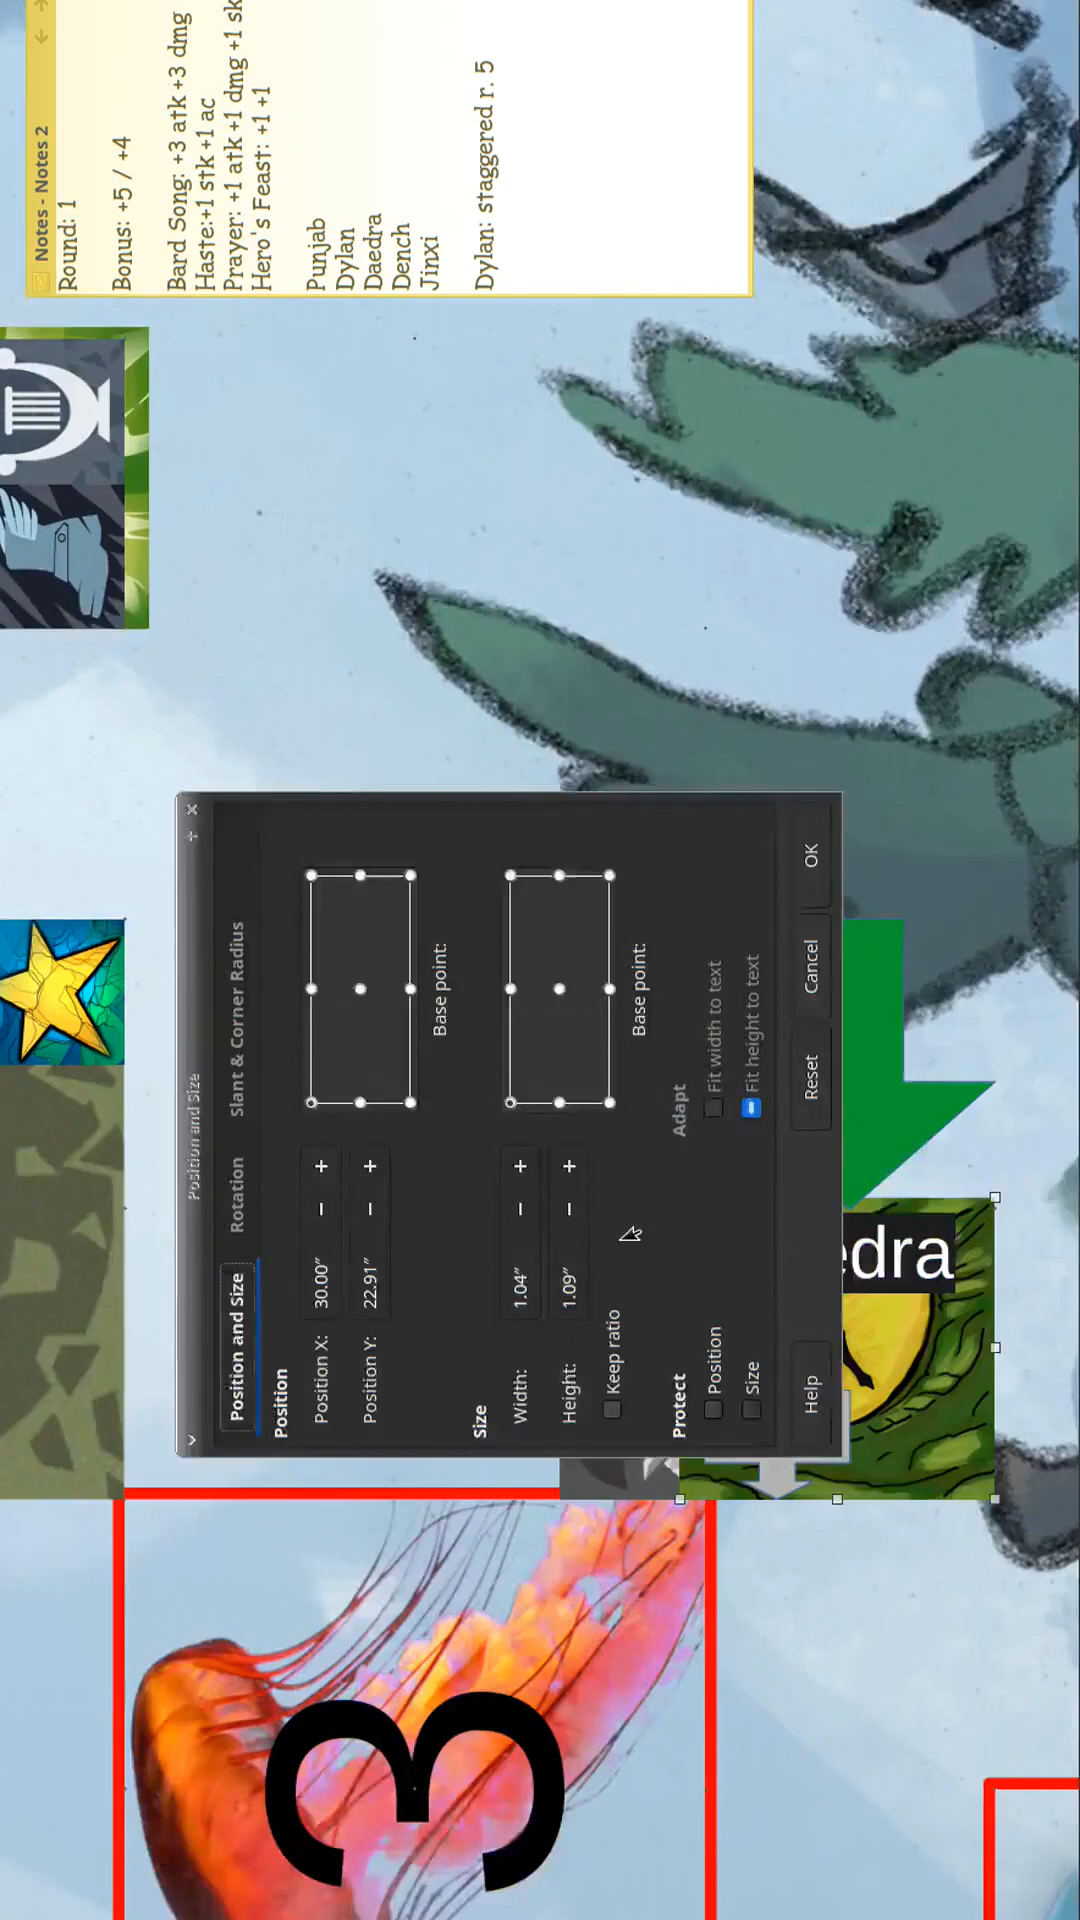 Notes - Notes 2
Round: 1
Bonus: +5 / +4
Bard Song: +3 atk +3 dmg
Haste:+1 stk +1 ac
Prayer: +1 atk +1 dmg +1 sk
Hero's Feast: +1 +1
Punjab
Dylan
Daedra
Dench
Jinxi
Dylan: staggered r. 5
Position and Size
Position and Size Rotation Slant & Corner Radius
Position
Position X: 30.00″ − +
Position Y: 22.91″ − +
Base point:
Size
Width: 1.04″ − +
Height: 1.09″ − +
Keep ratio
Base point:
Protect
Position
Size
Adapt
Fit width to text
Fit height to text
Help Reset Cancel OK
edra
3